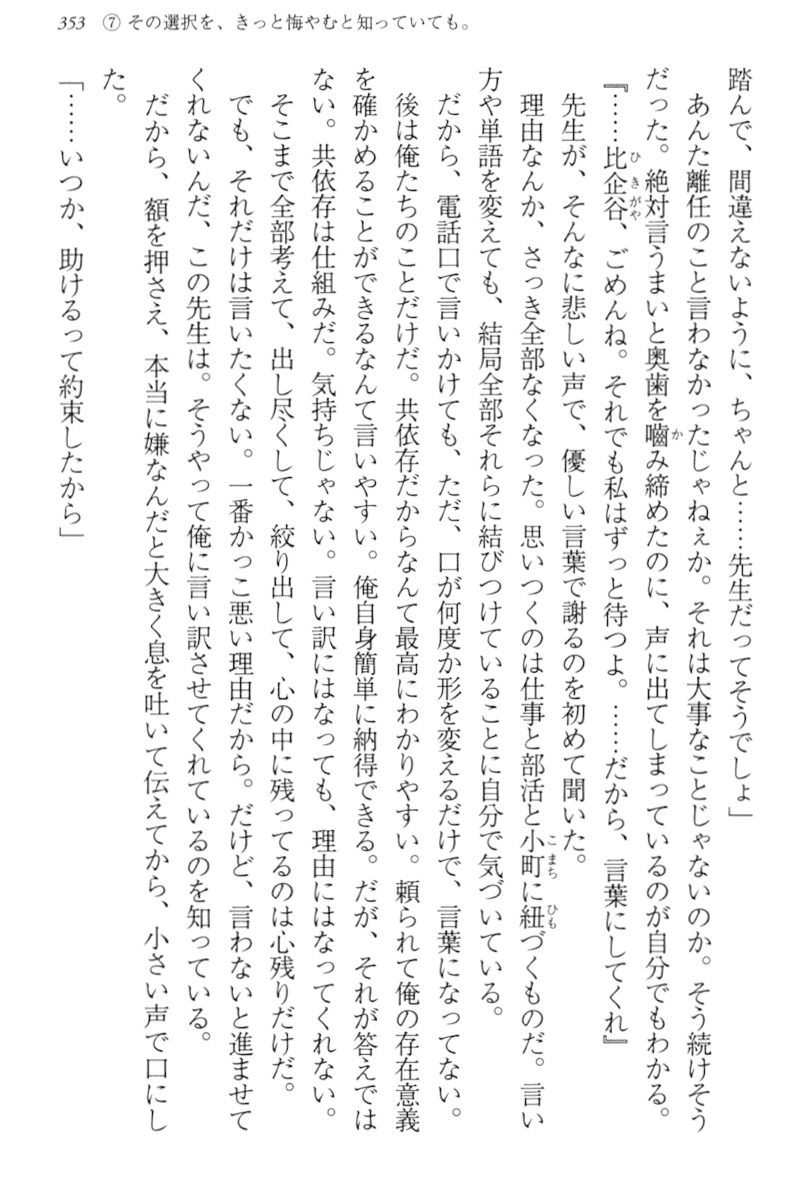 353 ⑦ その選択を、きっと悔やむと知っていても。
踏んで、間違えないように、ちゃんと……先生だってそうでしょ」
　あんた離任のこと言わなかったじゃねぇか。それは大事なことじゃないのか。そう続けそう
だった。絶対言うまいと奥歯を嚙み締めたのに、声に出てしまっているのが自分でもわかる。
『……比企谷、ごめんね。それでも私はずっと待つよ。……だから、言葉にしてくれ』
　先生が、そんなに悲しい声で、優しい言葉で謝るのを初めて聞いた。
　理由なんか、さっき全部なくなった。思いつくのは仕事と部活と小町に紐づくものだ。言い
方や単語を変えても、結局全部それらに結びつけていることに自分で気づいている。
　だから、電話口で言いかけても、ただ、口が何度か形を変えるだけで、言葉になってない。
　後は俺たちのことだけだ。共依存だからなんて最高にわかりやすい。頼られて俺の存在意義
を確かめることができるなんて言いやすい。俺自身簡単に納得できる。だが、それが答えでは
ない。共依存は仕組みだ。気持ちじゃない。言い訳にはなっても、理由にはなってくれない。
　そこまで全部考えて、出し尽くして、絞り出して、心の中に残ってるのは心残りだけだ。
　でも、それだけは言いたくない。一番かっこ悪い理由だから。だけど、言わないと進ませて
くれないんだ、この先生は。そうやって俺に言い訳させてくれているのを知っている。
　だから、額を押さえ、本当に嫌なんだと大きく息を吐いて伝えてから、小さい声で口にし
た。
「……いつか、助けるって約束したから」